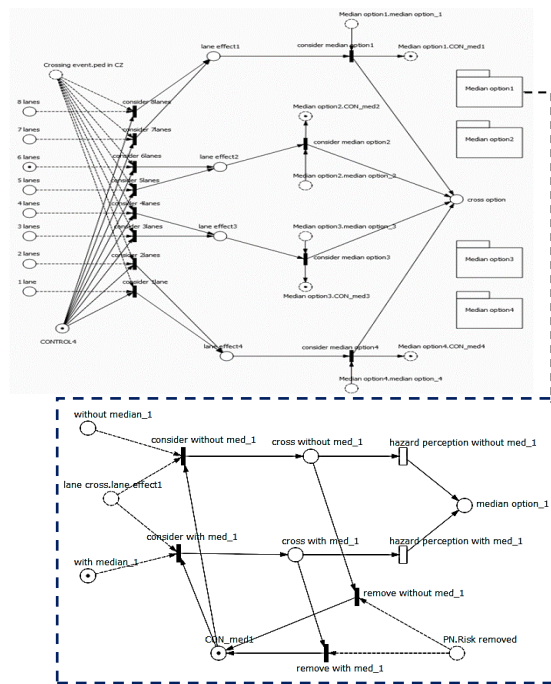 Median option1.median option_1
lane effect1
consider median option1
Median option1.CON_med1
Crossing event.ped in CZ
Median option1
8 lanes
consider 8lanes
Median option2.CON_med2
7 lanes
consider 7lanes
consider median option2
Median option2
6 lanes
consider 6lanes
lane effect2
5 lanes
consider 5lanes
Median option2.median option_2
cross option
4 lanes
consider 4lanes
3 lanes
consider 3lanes
lane effect3
Median option3.median option_3
2 lanes
consider 2lanes
consider median option3
Median option3
1 lane
consider 1lane
Median option3.CON_med3
Median option4
CONTROL4
lane effect4
consider median option4
Median option4.CON_med4
Median option4.median option_4
without median_1
consider without med_1
cross without med_1
hazard perception without med_1
lane cross.lane effect1
median option_1
with median_1
consider with med_1
cross with med_1
hazard perception with med_1
remove without med_1
CON_med1
PN.Risk removed
remove with med_1